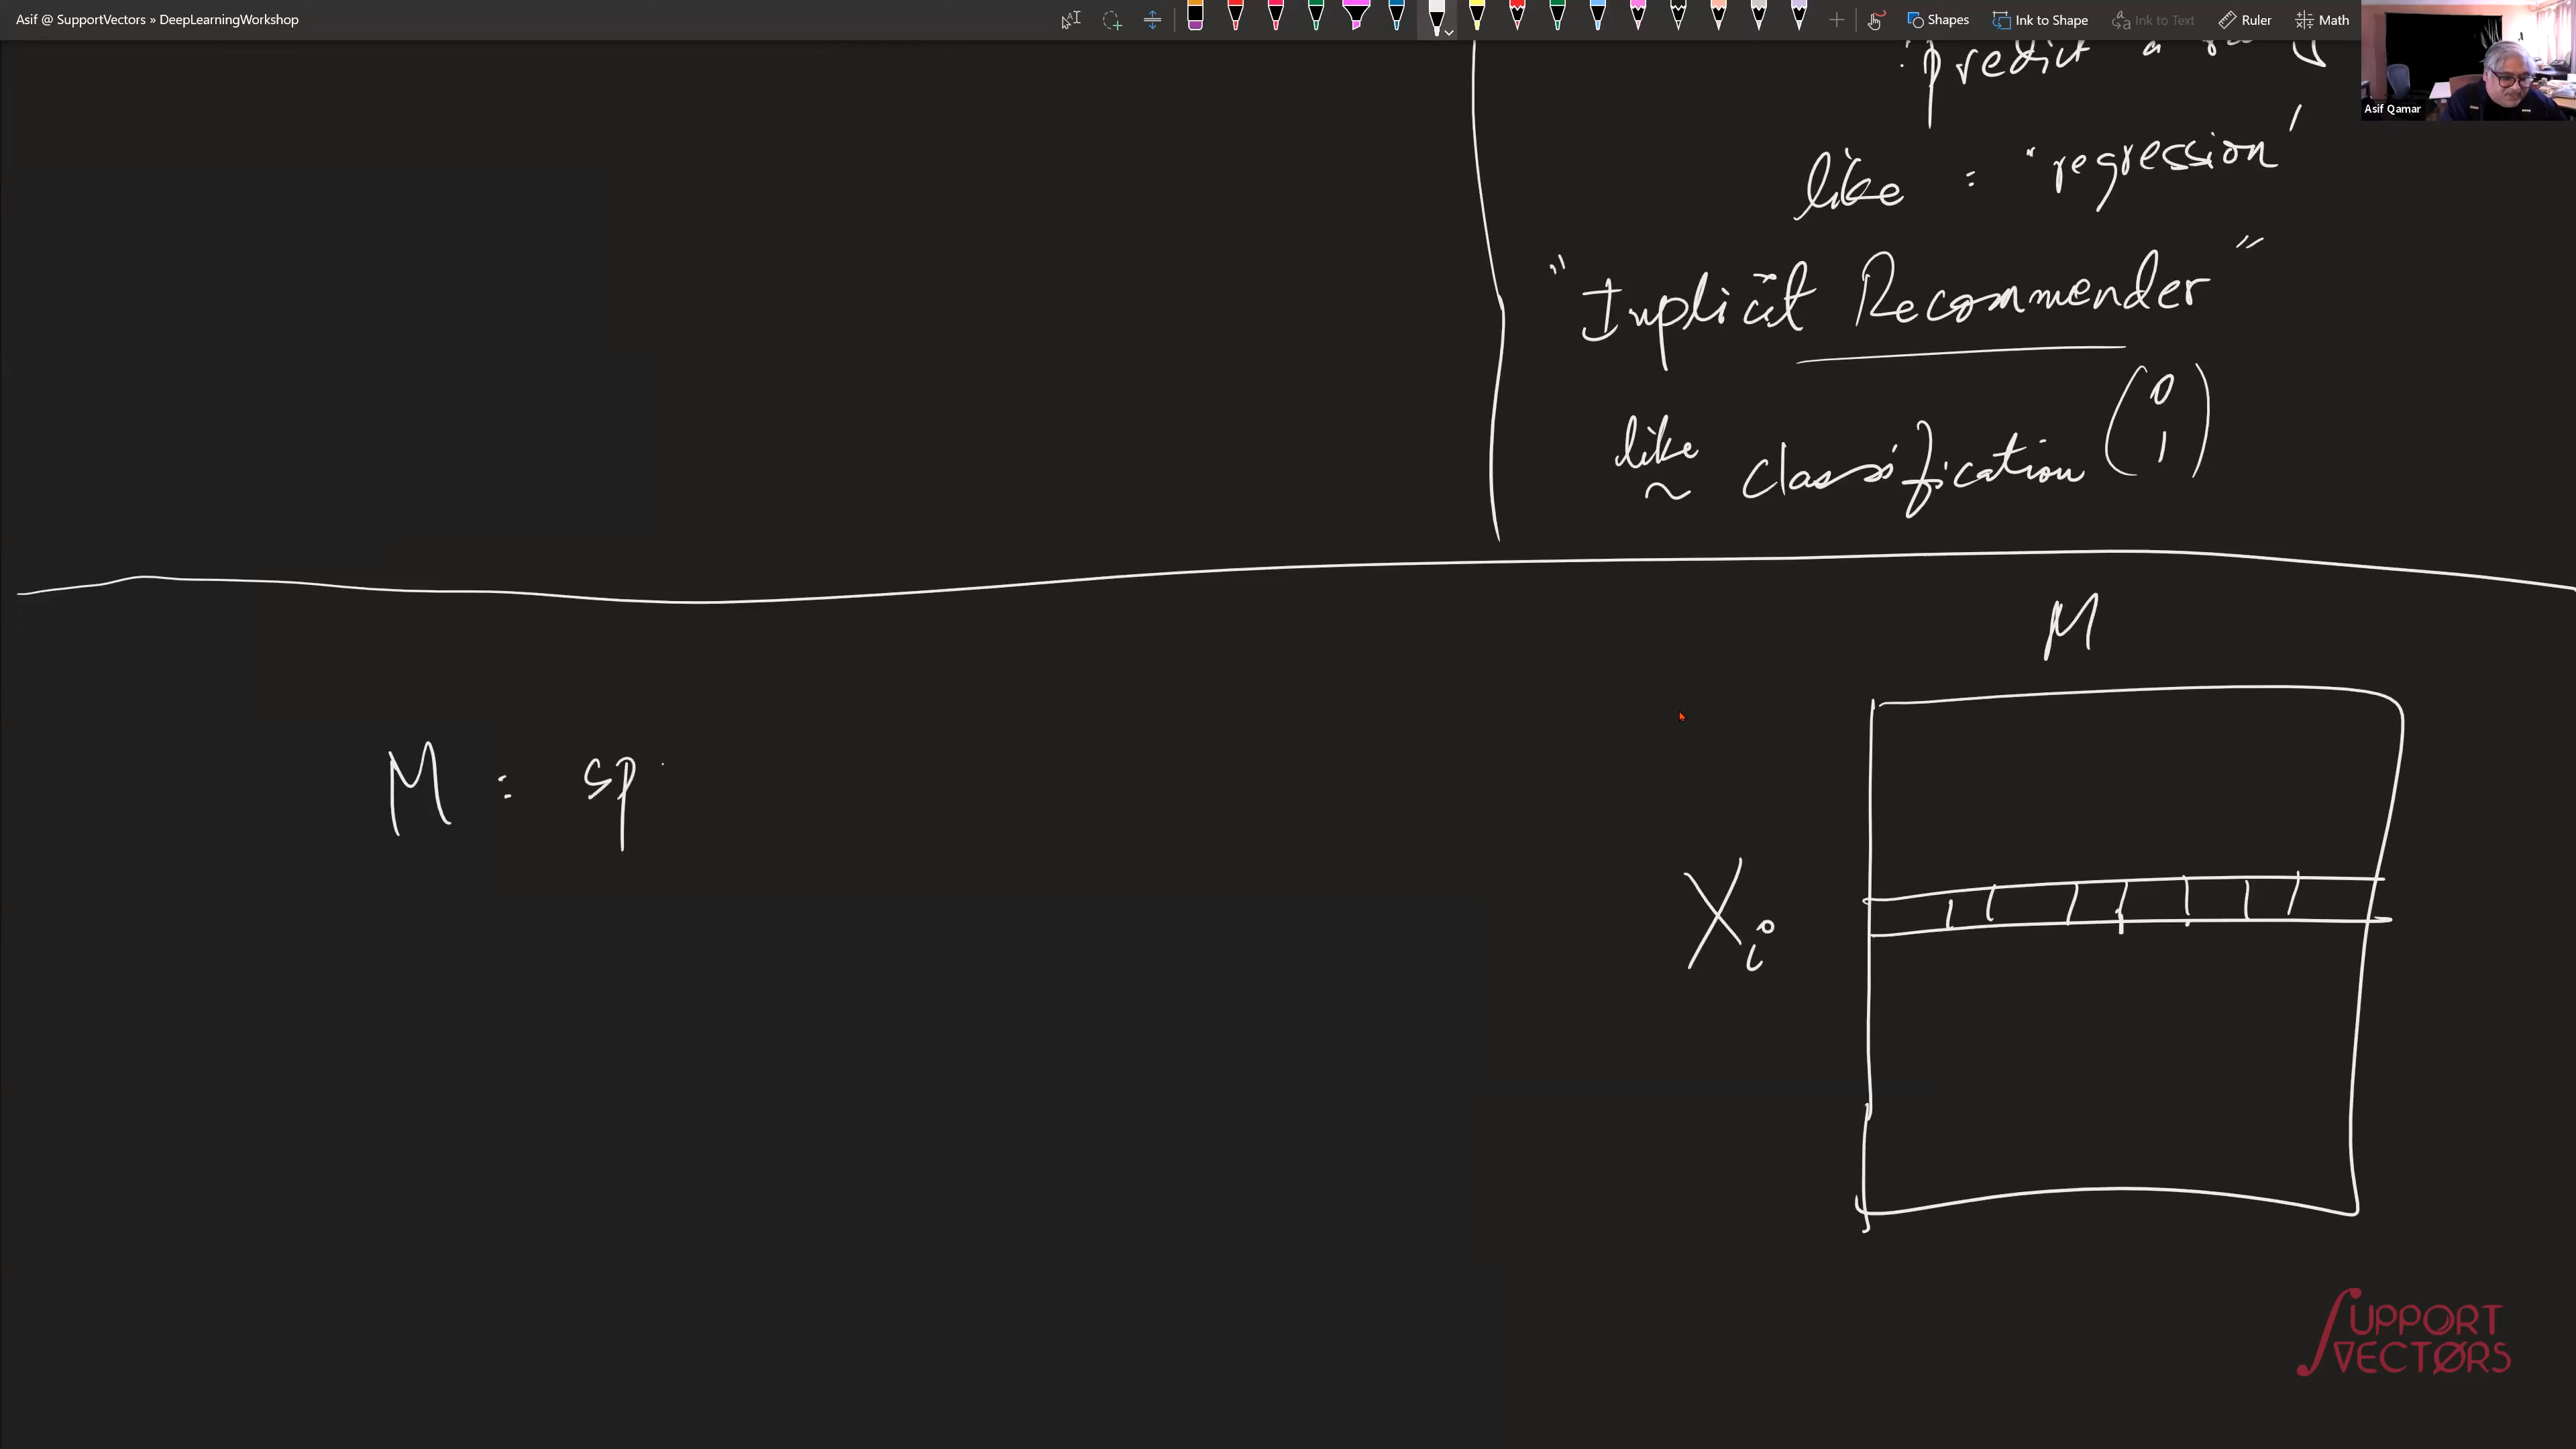 Asif @ SupportVectors » DeepLearningWorkshop
Shapes
Ink to Shape
Ink to Text
Ruler
Math
Asif Qamar
predict a
like : "regression'
"Implicit Recommender"
like ~ classification (0 1)
M
M : sp
Xi
SUPPORT
VECTORS